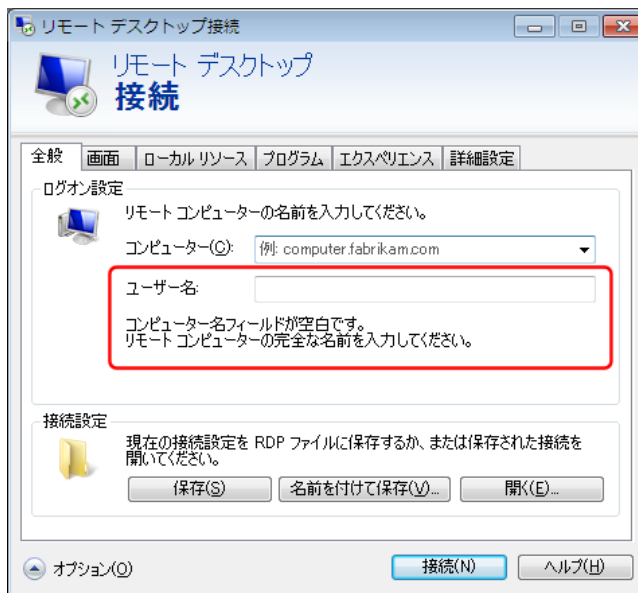 リモート デスクトップ接続
リモート デスクトップ
接続
全般 画面 ローカル リソース プログラム エクスペリエンス 詳細設定
ログオン設定
リモート コンピューターの名前を入力してください。
コンピューター(C): 例: computer.fabrikam.com
ユーザー名:
コンピューター名フィールドが空白です。
リモート コンピューターの完全な名前を入力してください。
接続設定
現在の接続設定を RDP ファイルに保存するか、または保存された接続を
開いてください。
保存(S) 名前を付けて保存(V)... 開く(E)...
オプション(O) 接続(N) ヘルプ(H)